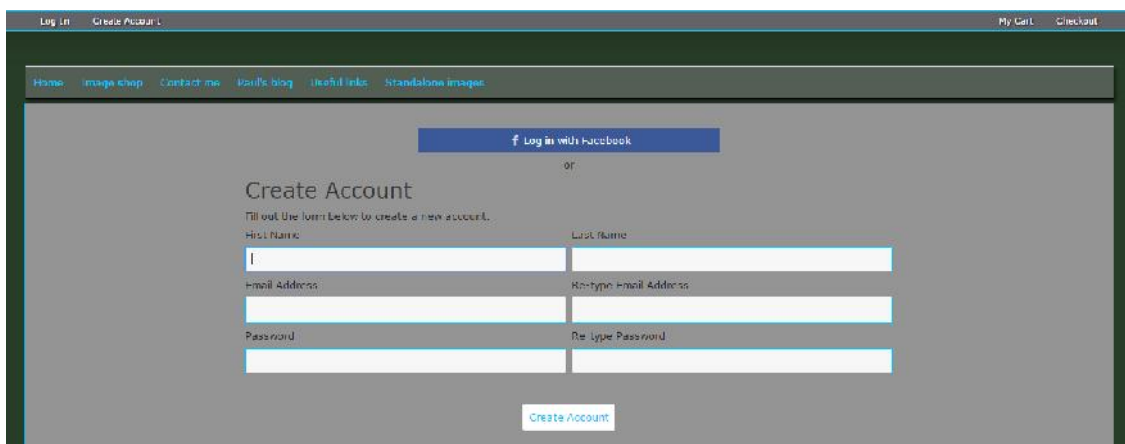 Log In Create Account My Cart Checkout
Home Image shop Contact me Paul's blog Useful links Standalone images
f Log in with Facebook
or
Create Account
Fill out the form below to create a new account.
First Name Last Name
Email Address Re-type Email Address
Password Re-type Password
Create Account